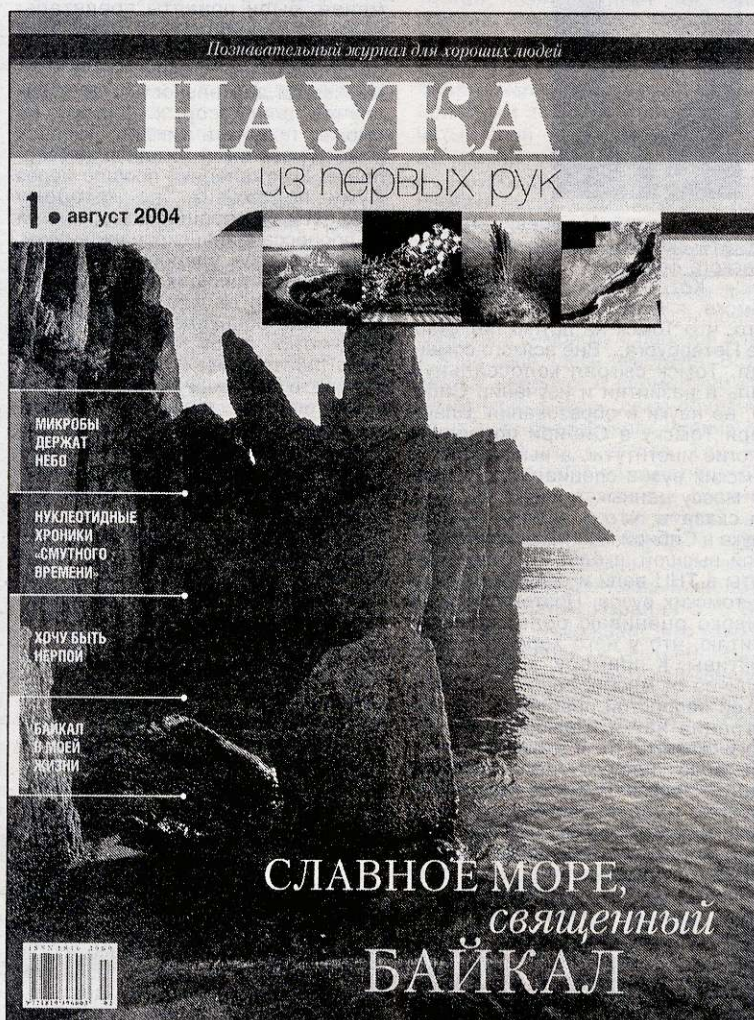 Познавательный журнал для хороших людей
НАУКА
из первых рук
1 • август 2004
МИКРОБЫ
ДЕРЖАТ
НЕБО
НУКЛЕОТИДНЫЕ
ХРОНИКИ
«СМУТНОГО
ВРЕМЕНИ»
ХОЧУ БЫТЬ
НЕРПОЙ
БАЙКАЛ
В МОЕЙ
ЖИЗНИ
СЛАВНОЕ МОРЕ,
священный
БАЙКАЛ